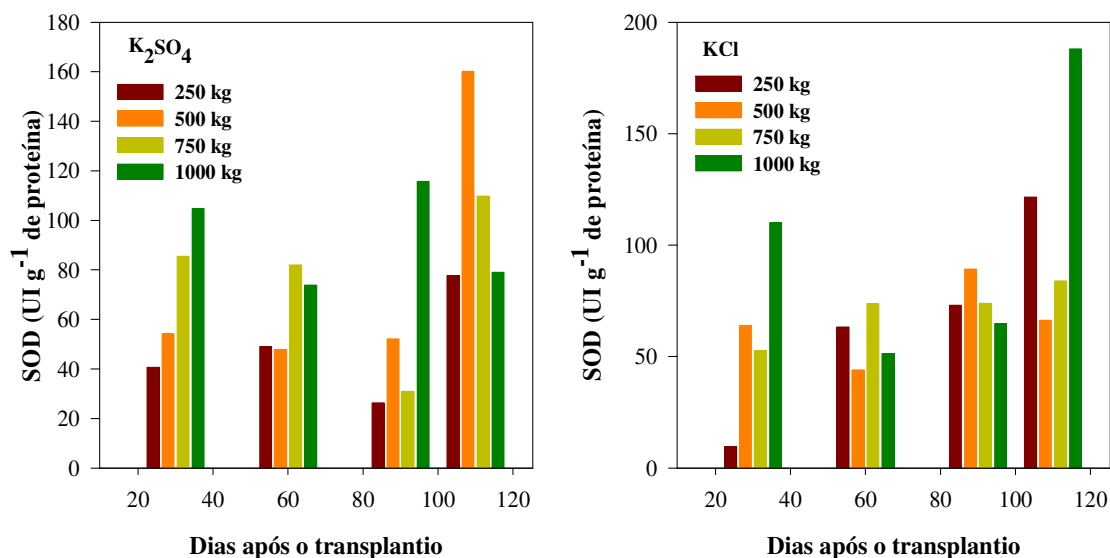 SOD (UI g⁻¹ de proteína)
180
160
140
120
100
80
60
40
20
0
K₂SO₄
250 kg
500 kg
750 kg
1000 kg
20 40 60 80 100 120
Dias após o transplantio
SOD (UI g⁻¹ de proteína)
200
150
100
50
0
KCl
250 kg
500 kg
750 kg
1000 kg
20 40 60 80 100 120
Dias após o transplantio